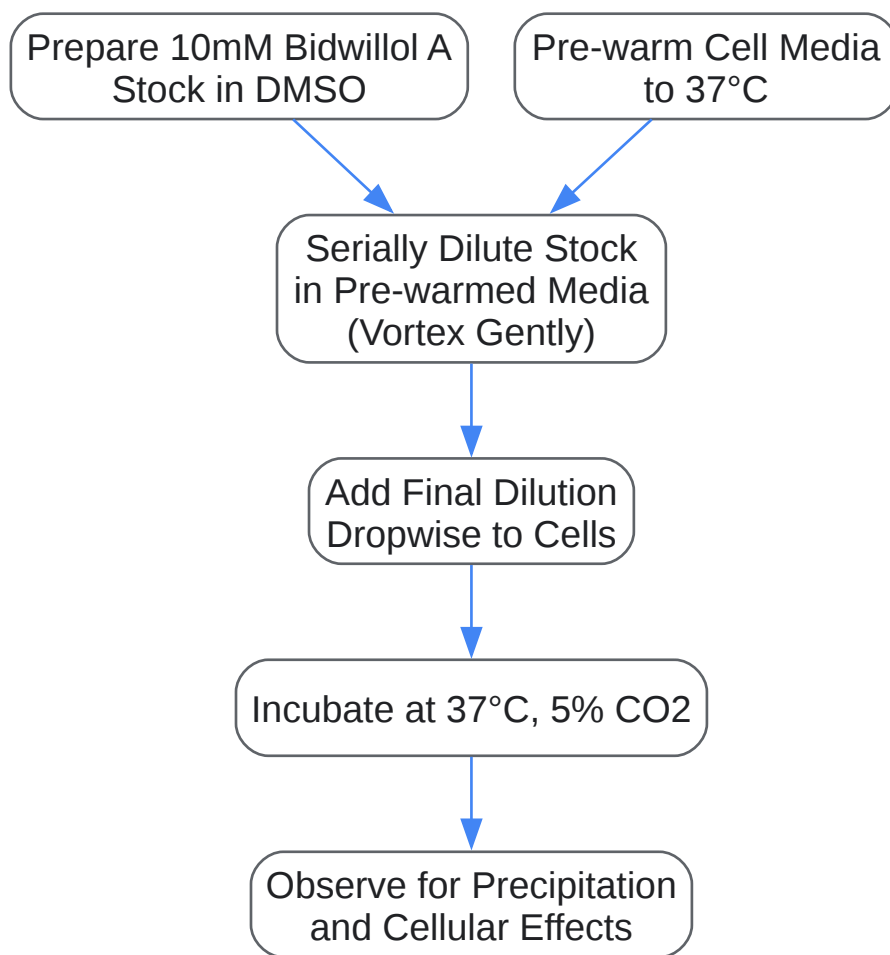 Prepare 10mM Bidwillol A
Stock in DMSO
Pre-warm Cell Media
to 37°C
Serially Dilute Stock
in Pre-warmed Media
(Vortex Gently)
Add Final Dilution
Dropwise to Cells
Incubate at 37°C, 5% CO2
Observe for Precipitation
and Cellular Effects